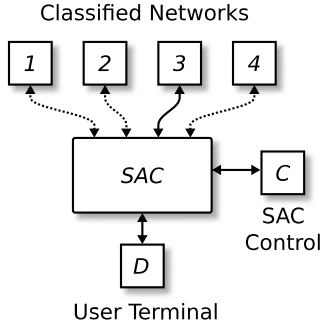 Classified Networks
1 2 3 4
SAC
C
SAC
Control
D
User Terminal